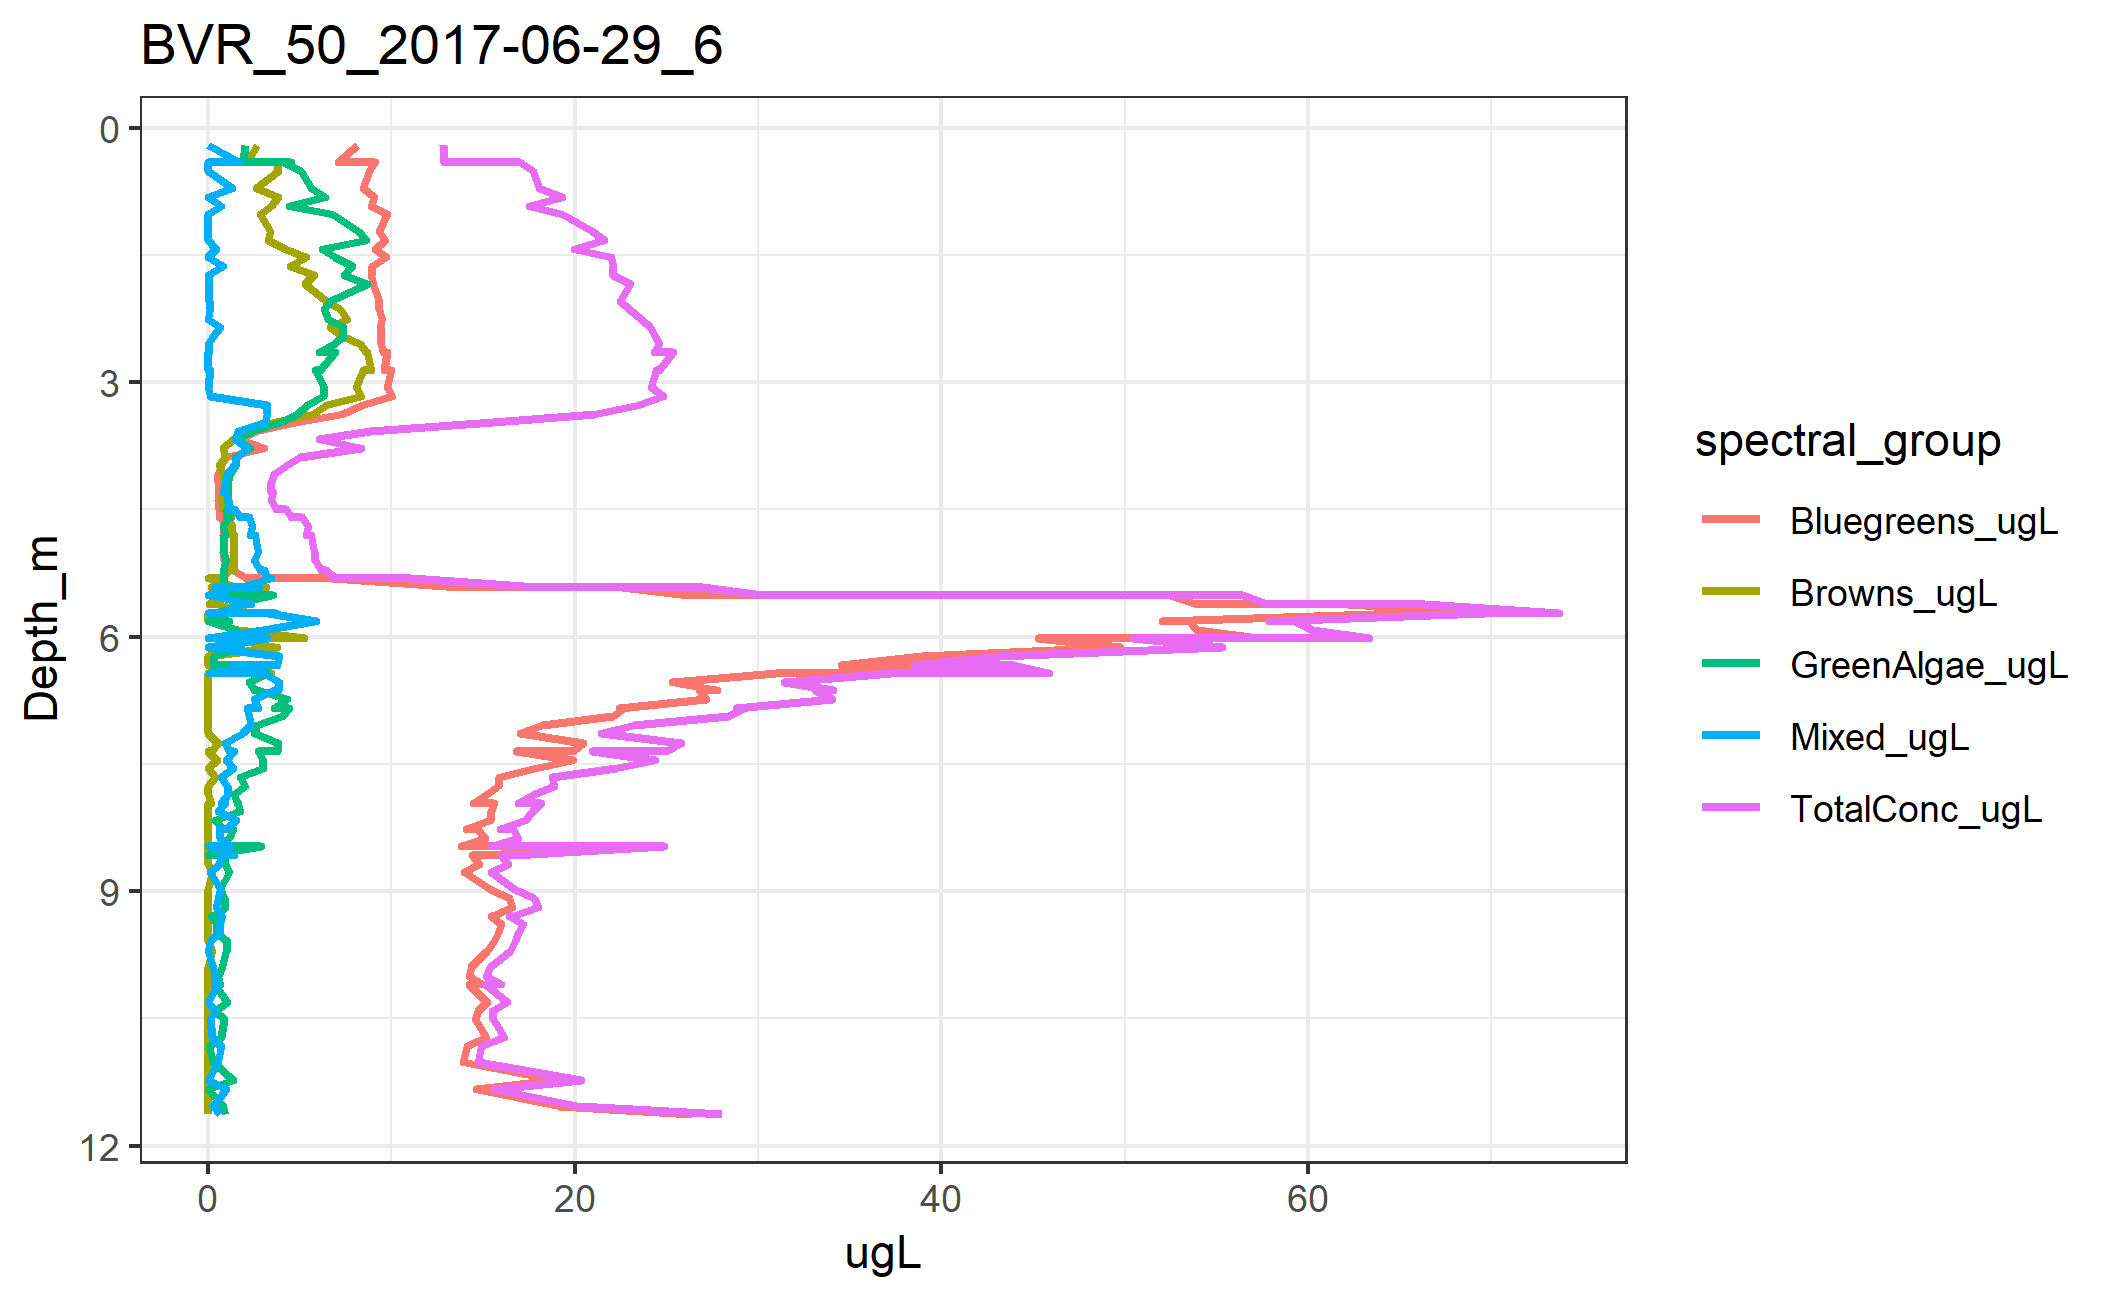 BVR_50_2017-06-29_6
0
3
6
9
12
Depth_m
0 20 40 60
ugL
spectral_group
Bluegreens_ugL
Browns_ugL
GreenAlgae_ugL
Mixed_ugL
TotalConc_ugL